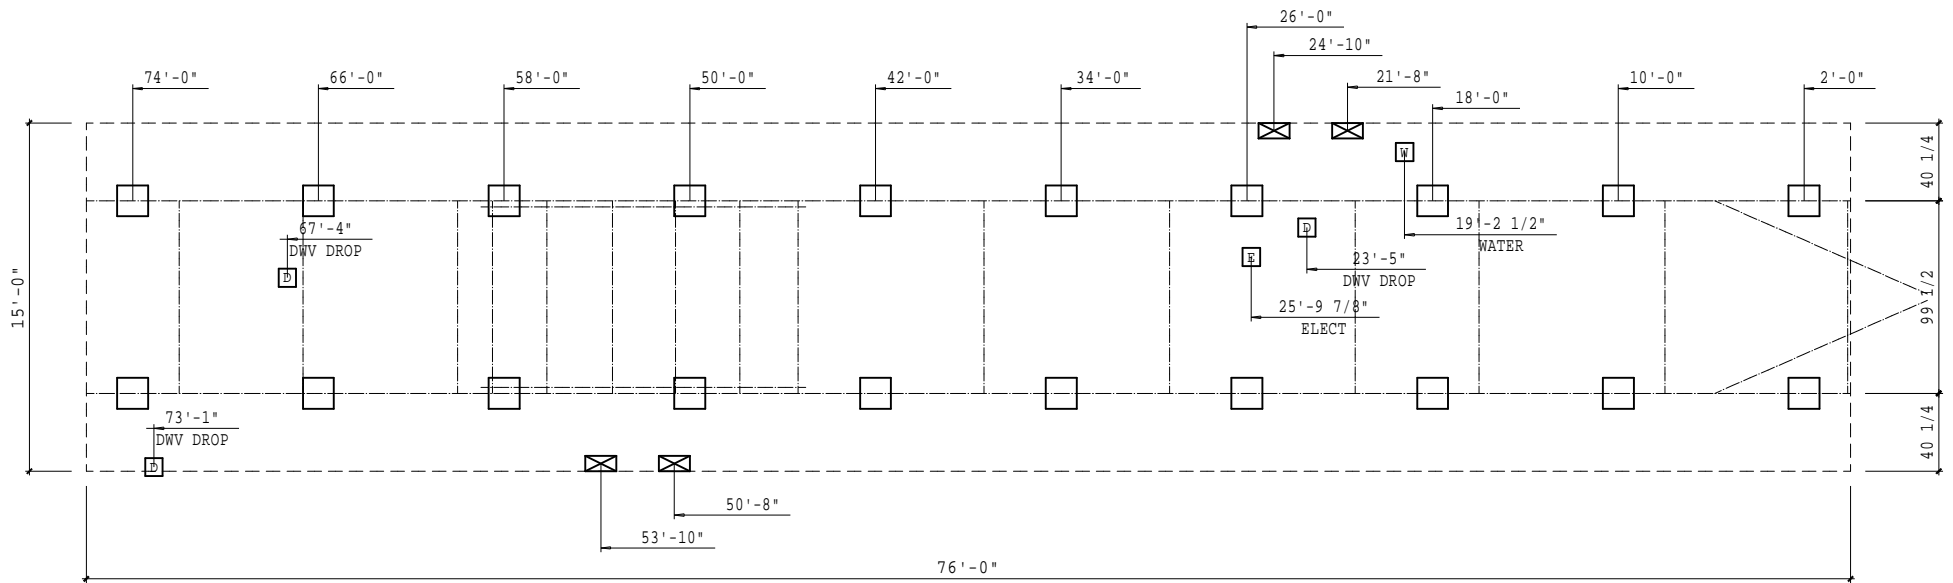 26'-0"
24'-10"
74'-0"
66'-0"
58'-0"
50'-0"
42'-0"
34'-0"
21'-8"
10'-0"
2'-0"
18'-0"
40 1/4
W
67'-4"
DWV DROP
D
19'-2 1/2"
WATER
D
E
23'-5"
DWV DROP
15'-0"
25'-9 7/8"
ELECT
99 1/2
73'-1"
DWV DROP
D
40 1/4
50'-8"
53'-10"
76'-0"